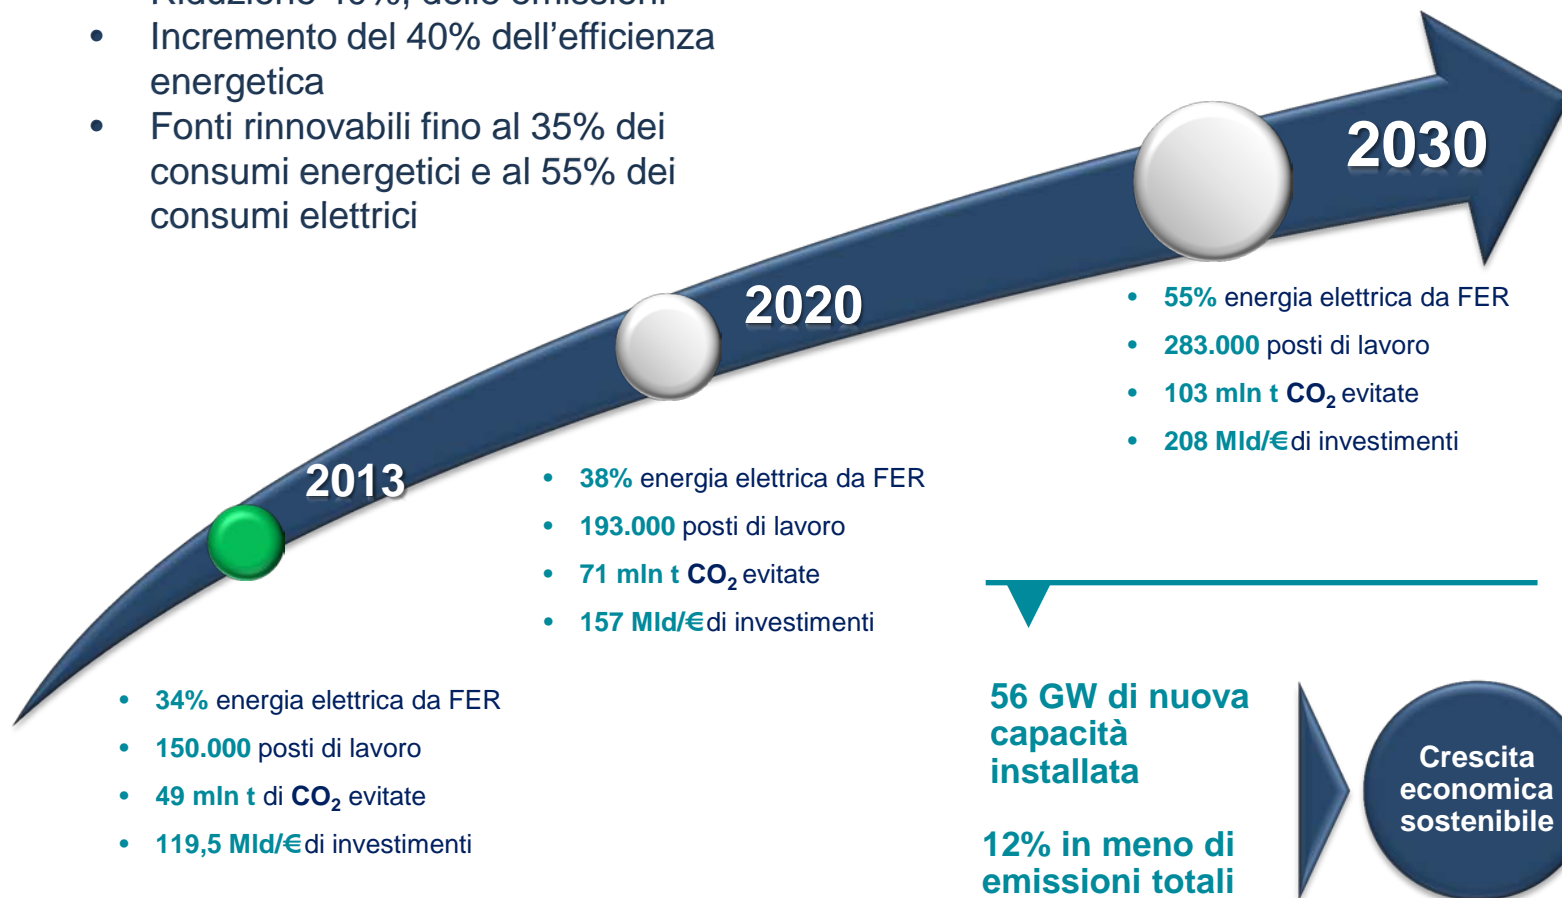 Riduzione 40%, delle emissioni
• Incremento del 40% dell’efficienza
energetica
• Fonti rinnovabili fino al 35% dei
consumi energetici e al 55% dei
consumi elettrici
2030
2020
2013
• 55% energia elettrica da FER
• 283.000 posti di lavoro
• 103 mln t CO₂ evitate
• 208 Mld/€ di investimenti
• 38% energia elettrica da FER
• 193.000 posti di lavoro
• 71 mln t CO₂ evitate
• 157 Mld/€ di investimenti
• 34% energia elettrica da FER
• 150.000 posti di lavoro
• 49 mln t di CO₂ evitate
• 119,5 Mld/€ di investimenti
56 GW di nuova
capacità
installata
12% in meno di
emissioni totali
Crescita
economica
sostenibile